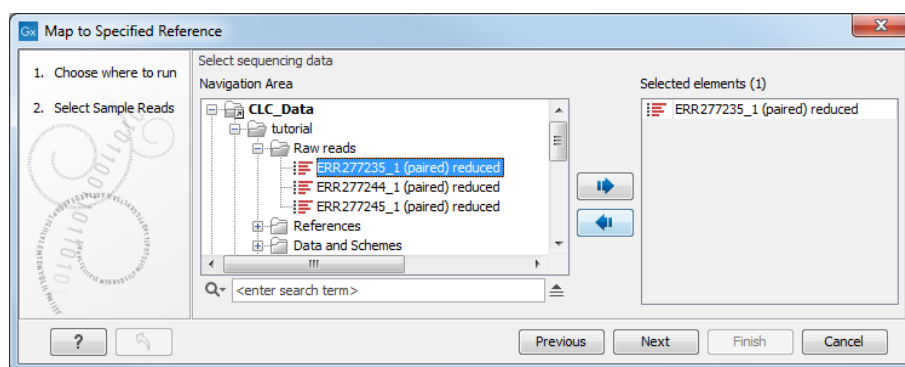 Gx Map to Specified Reference
1. Choose where to run
2. Select Sample Reads
Select sequencing data
Navigation Area
CLC_Data
tutorial
Raw reads
ERR277235_1 (paired) reduced
ERR277244_1 (paired) reduced
ERR277245_1 (paired) reduced
References
Data and Schemes
<enter search term>
Selected elements (1)
ERR277235_1 (paired) reduced
?
Previous
Next
Finish
Cancel